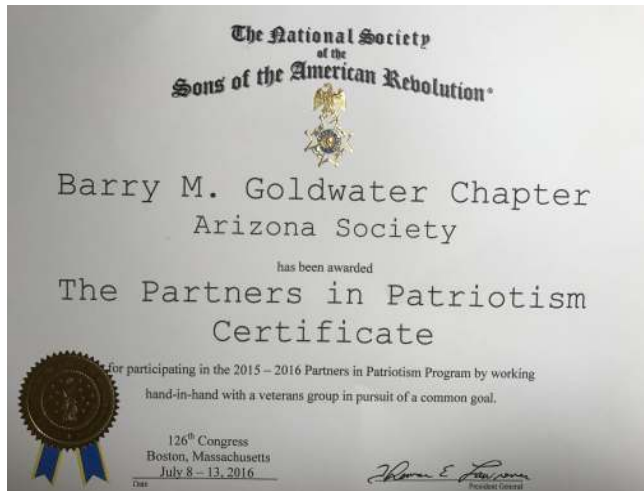 The National Society
of the
Sons of the American Revolution®
Barry M. Goldwater Chapter
Arizona Society
has been awarded
The Partners in Patriotism
Certificate
for participating in the 2015 – 2016 Partners in Patriotism Program by working
hand-in-hand with a veterans group in pursuit of a common goal.
126th Congress
Boston, Massachusetts
July 8 – 13, 2016
Date
Thomas E. Lawrence
President General